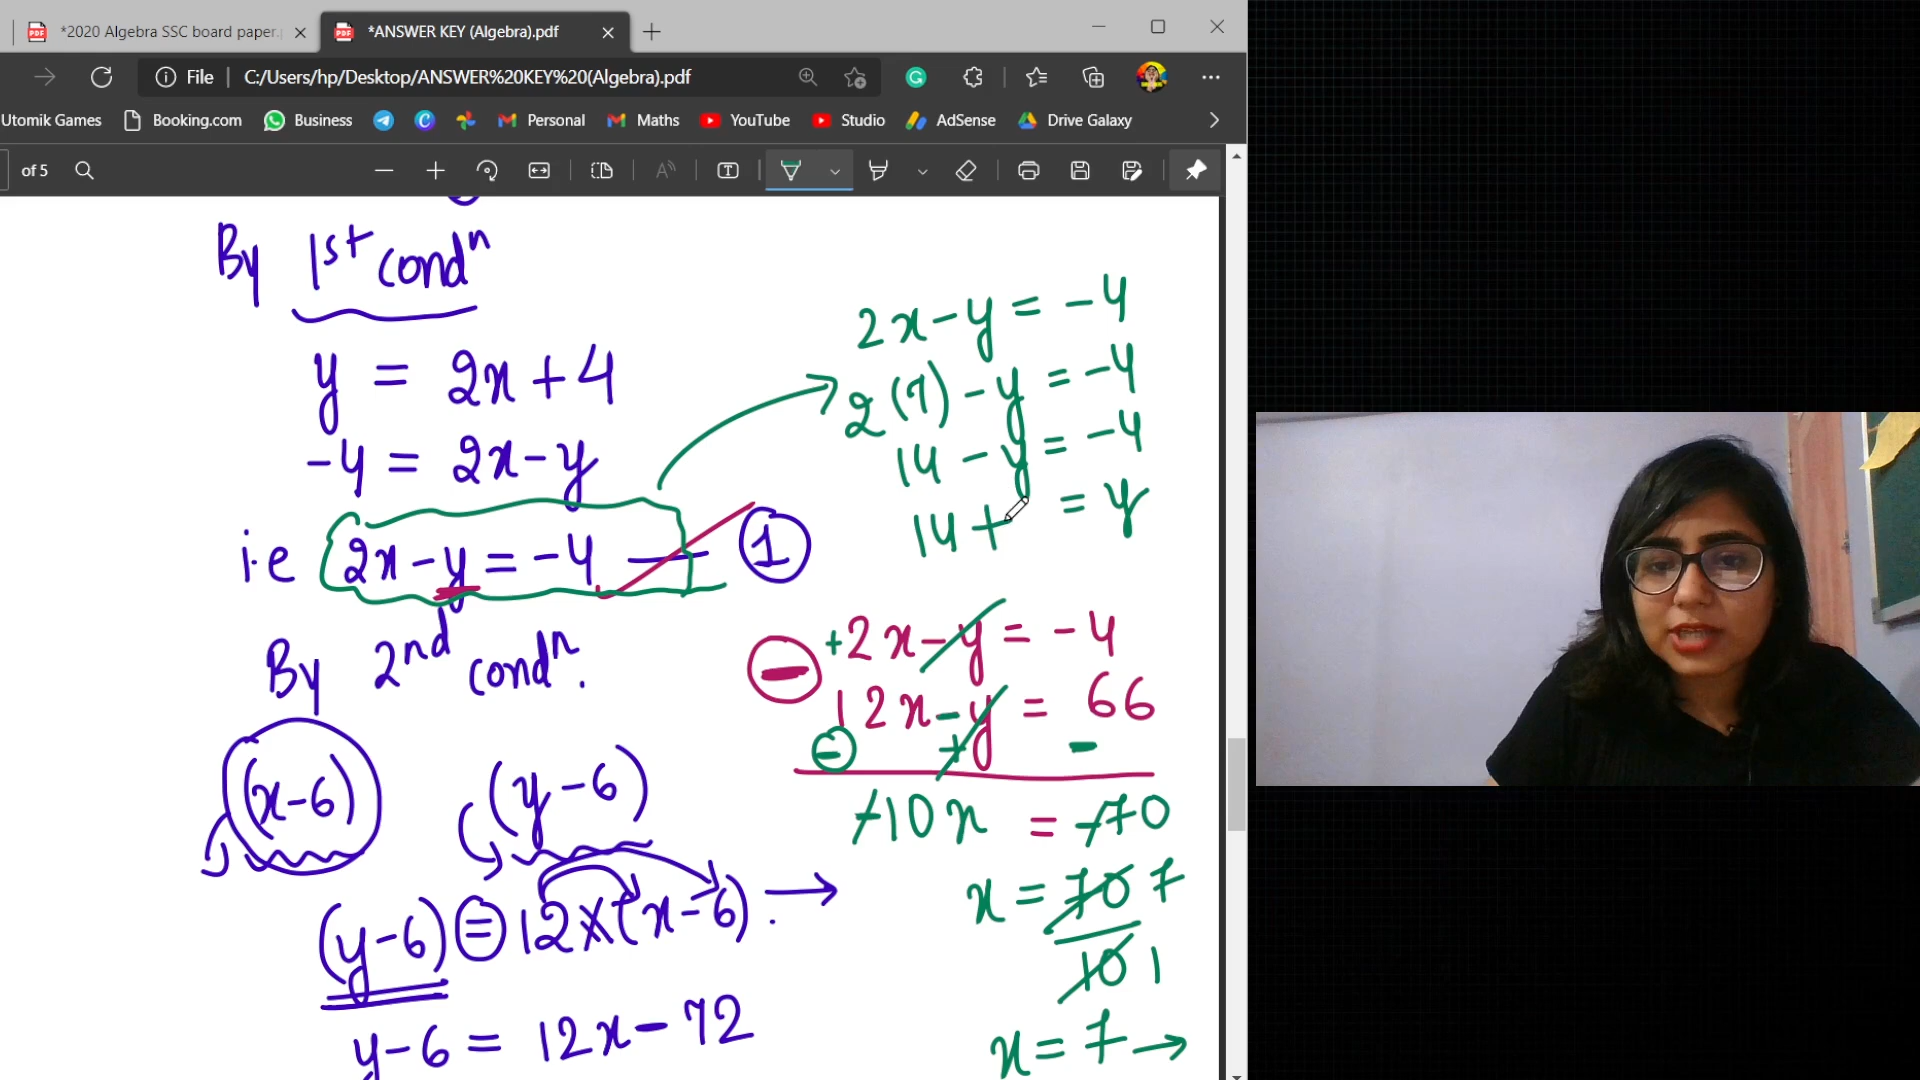 *2020 Algebra SSC board paper.p
*ANSWER KEY (Algebra).pdf
File C:/Users/hp/Desktop/ANSWER%20KEY%20(Algebra).pdf
Utomik Games Booking.com Business Personal Maths YouTube Studio AdSense Drive Galaxy
of 5
By 1st condn
y = 2x + 4
-4 = 2x - y
i.e 2x - y = -4 — 1
By 2nd condn.
(x-6) (y-6)
(y-6) = 12 x (x-6).
y-6 = 12x - 72
2x - y = -4
2(7) - y = -4
14 - y = -4
14 + = y
+2x - y = -4
- 12x - y = 66
- + -
-10x = -70
x = 70 7
10 1
x = 7 →